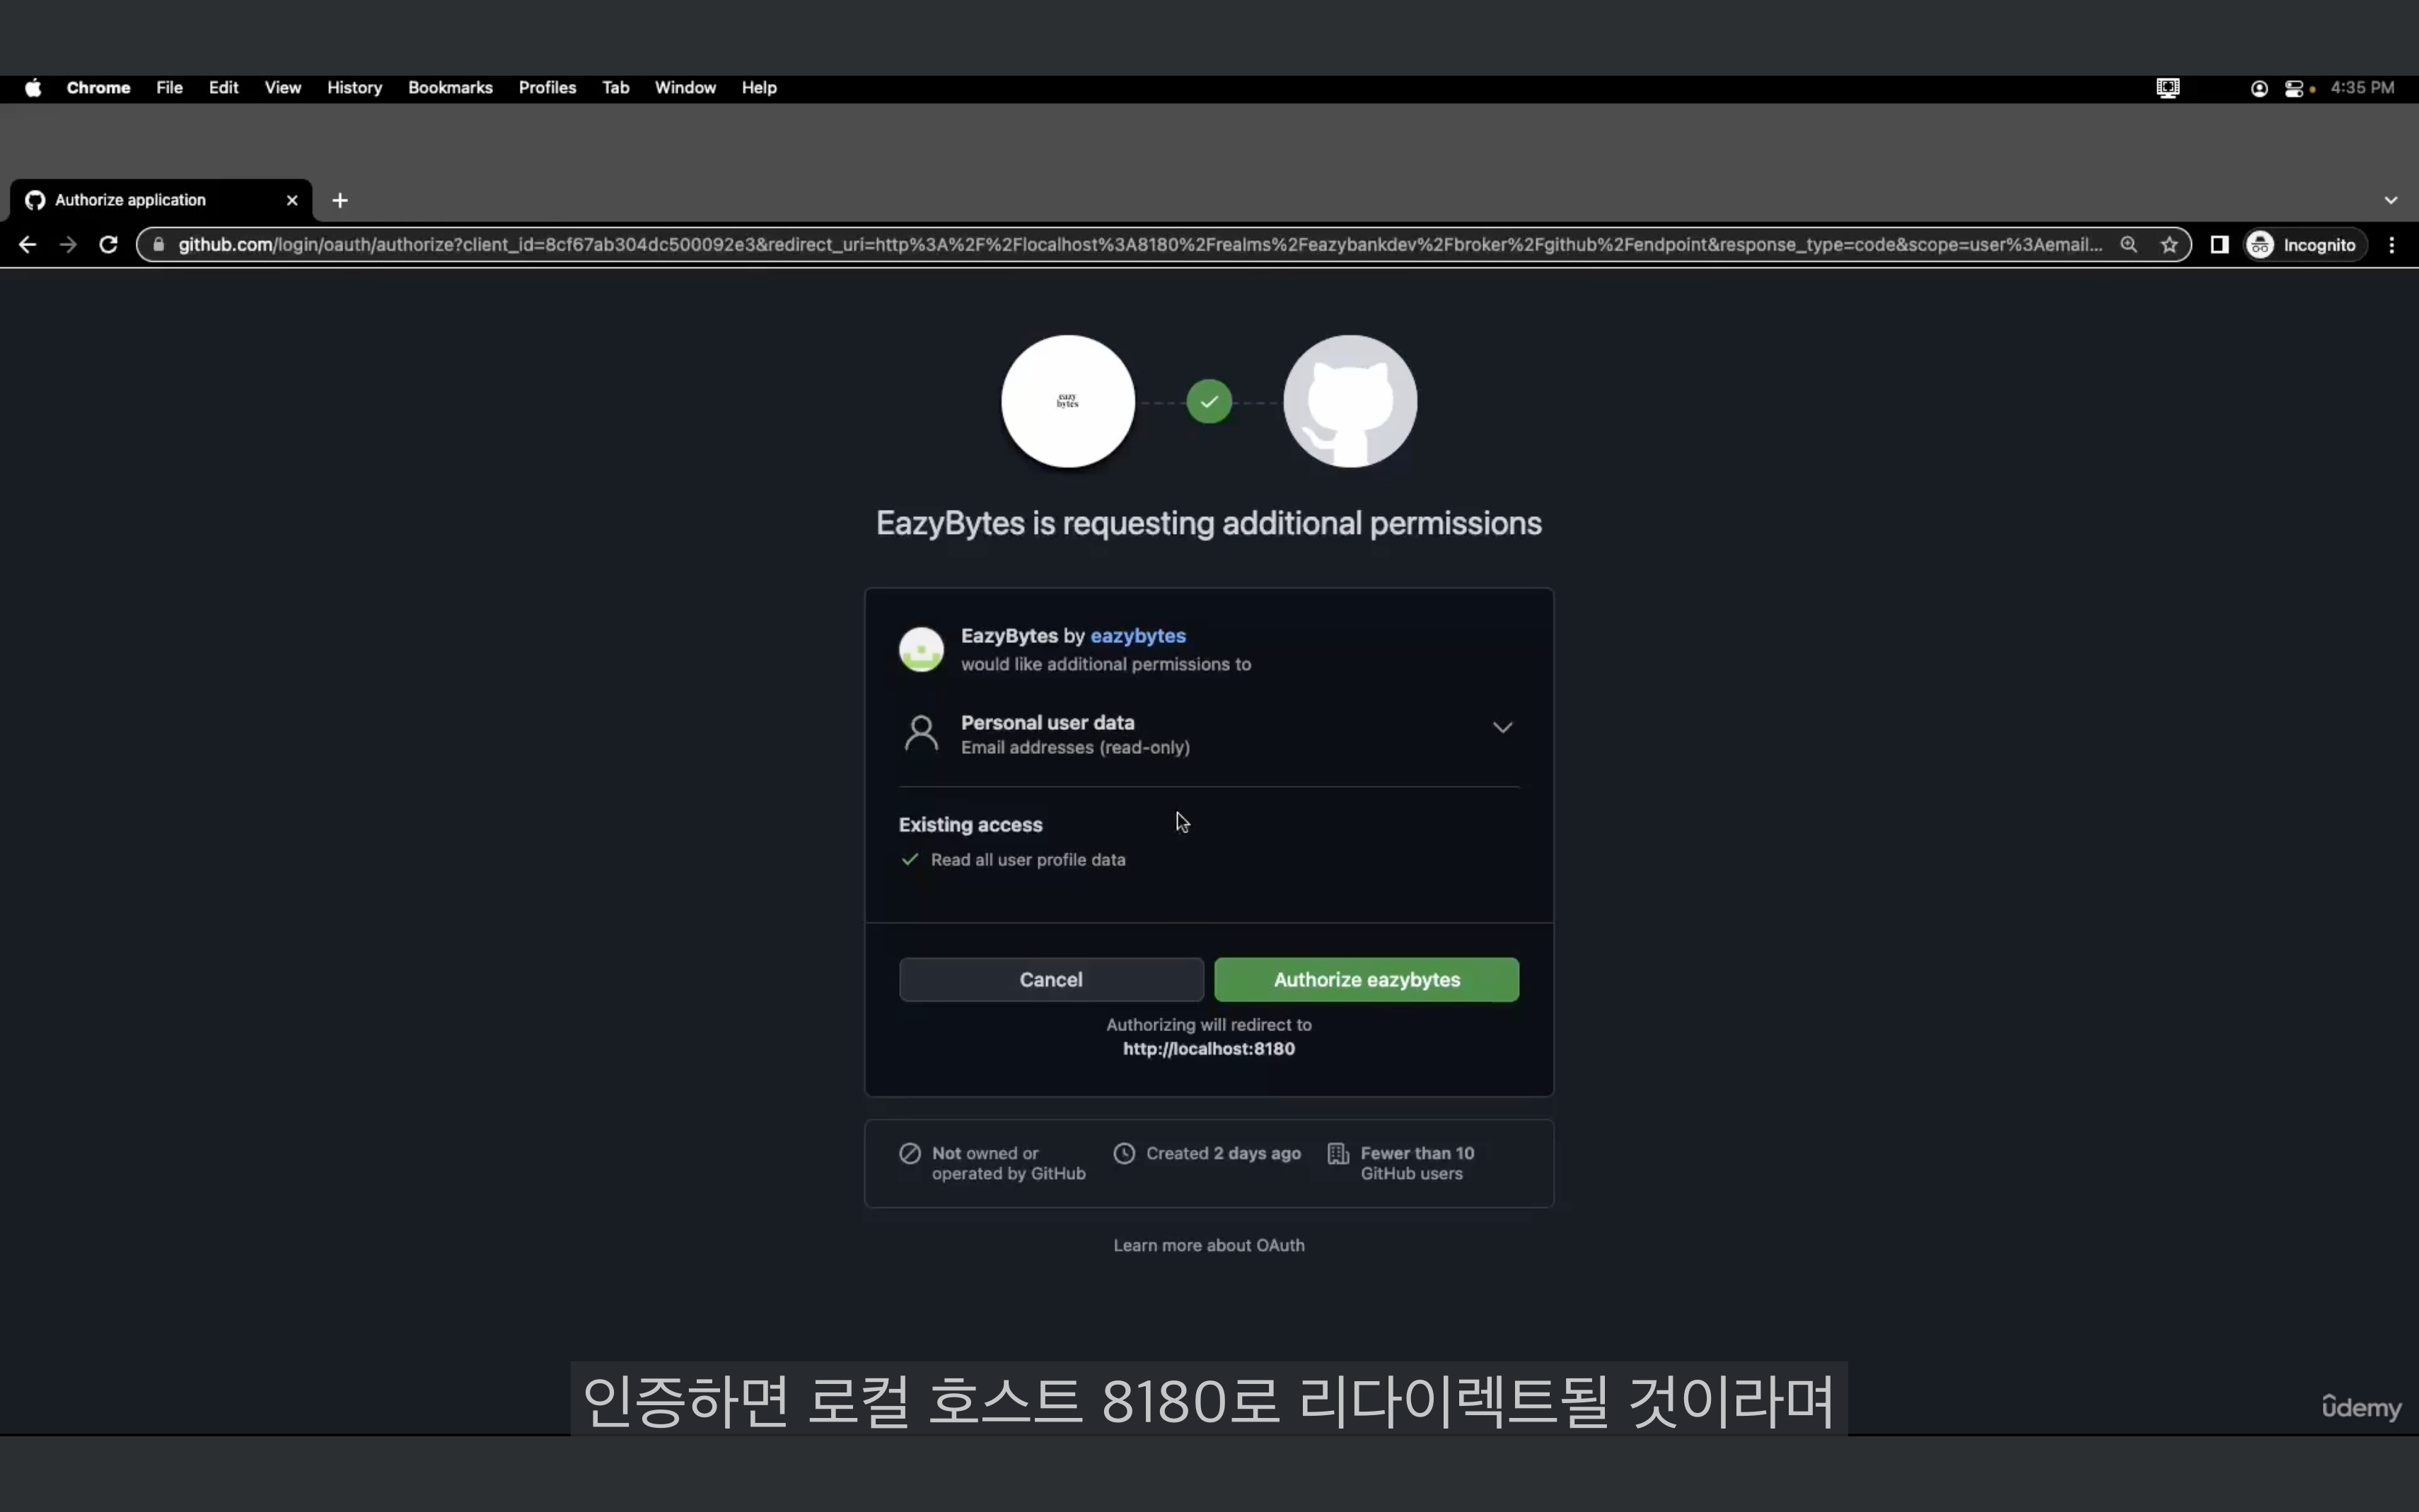 Chrome File Edit View History Bookmarks Profiles Tab Window Help 4:35 PM
Authorize application
github.com/login/oauth/authorize?client_id=8cf67ab304dc500092e3&redirect_uri=http%3A%2F%2Flocalhost%3A8180%2Frealms%2Feazybankdev%2Fbroker%2Fgithub%2Fendpoint&response_type=code&scope=user%3Aemail... Incognito
eazy
bytes
EazyBytes is requesting additional permissions
EazyBytes by eazybytes
would like additional permissions to
Personal user data
Email addresses (read-only)
Existing access
Read all user profile data
Cancel Authorize eazybytes
Authorizing will redirect to
http://localhost:8180
Not owned or
operated by GitHub
Created 2 days ago
Fewer than 10
GitHub users
Learn more about OAuth
인증하면 로컬 호스트 8180로 리다이렉트될 것이라며
ûdemy